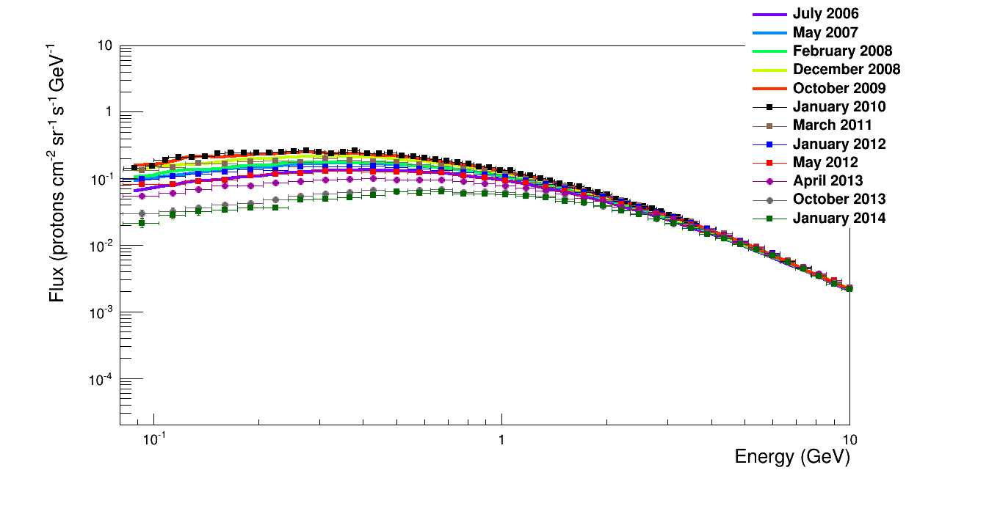 July 2006
May 2007
February 2008
December 2008
October 2009
January 2010
March 2011
January 2012
May 2012
April 2013
October 2013
January 2014
Flux (protons cm⁻² sr⁻¹ s⁻¹ GeV⁻¹
10
1
10⁻¹
10⁻²
10⁻³
10⁻⁴
10⁻¹ 1 10
Energy (GeV)